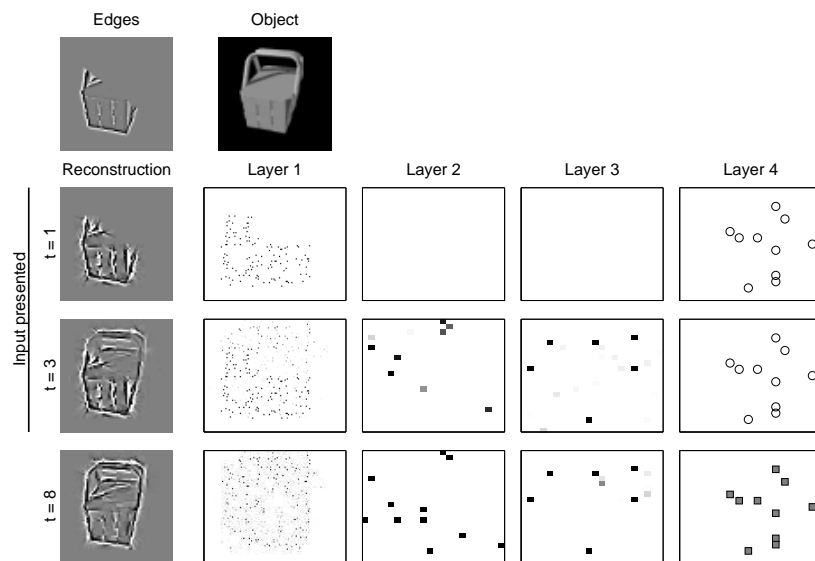 Edges Object
Reconstruction Layer 1 Layer 2 Layer 3 Layer 4
Input presented
t = 1
t = 3
t = 8